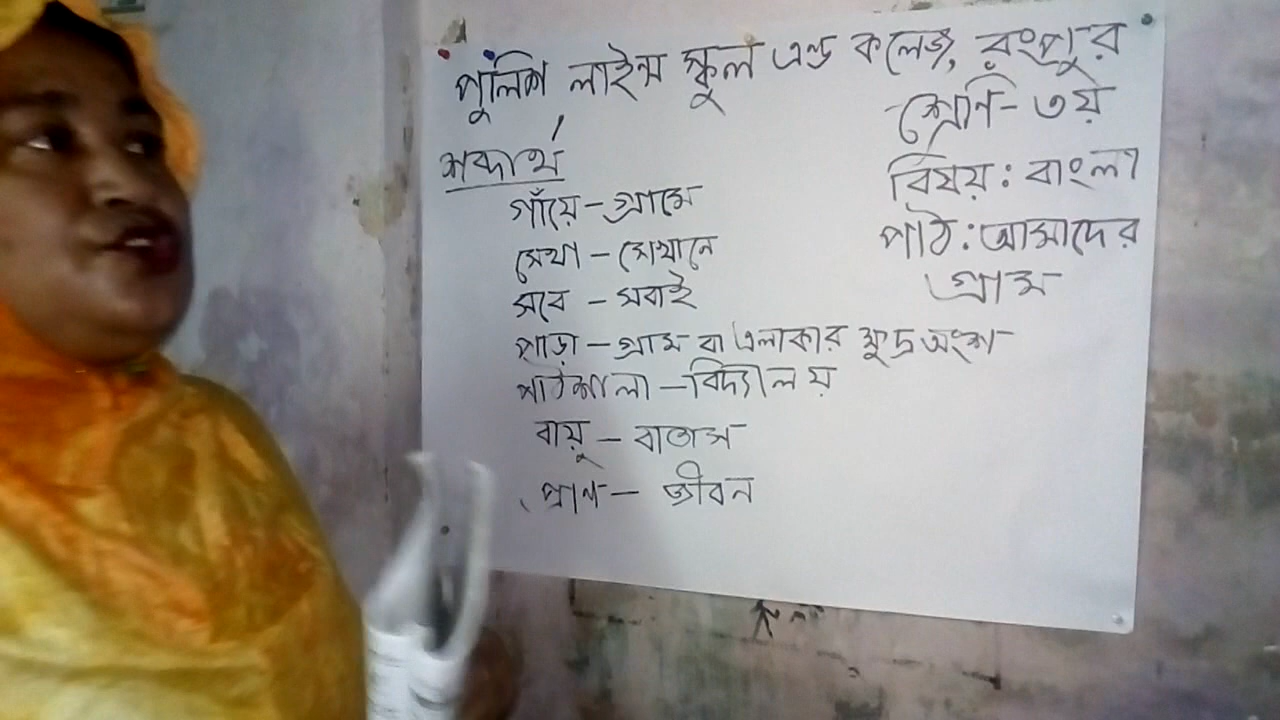 পুলিশ লাইন্স স্কুল এন্ড কলেজ, রংপুর
শ্রেণি- ৩য়
বিষয়: বাংলা
পাঠ: আমাদের
গ্রাম
শব্দার্থ
গাঁয়ে - গ্রামে
সেথা - সেখানে
সবে - সবাই
পাড়া - গ্রাম বা এলাকার ক্ষুদ্র অংশ
পাঠশালা - বিদ্যালয়
বায়ু - বাতাস
প্রাণ - জীবন